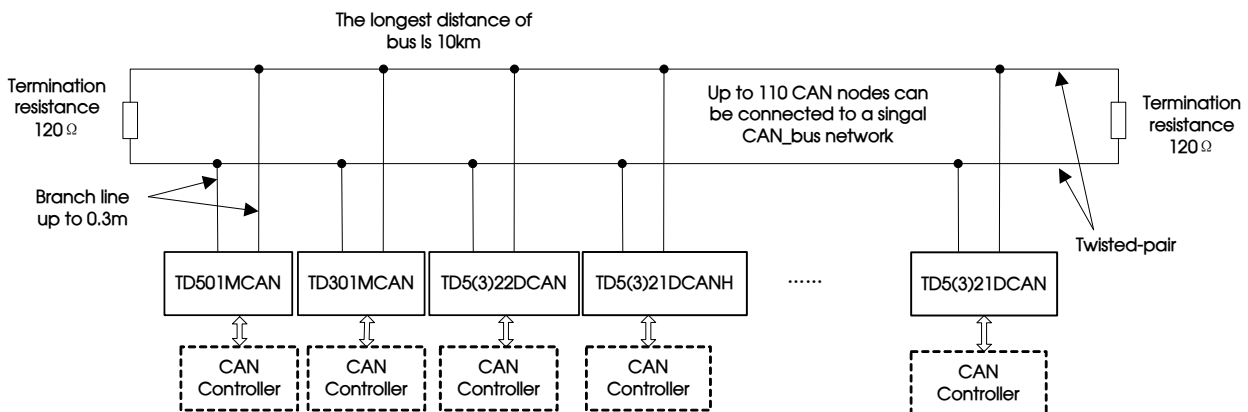 The longest distance of
bus Is 10km
Termination
resistance
120Ω
Up to 110 CAN nodes can
be connected to a singal
CAN_bus network
Termination
resistance
120Ω
Branch line
up to 0.3m
Twisted-pair
TD501MCAN
TD301MCAN
TD5(3)22DCAN
TD5(3)21DCANH
......
TD5(3)21DCAN
CAN
Controller
CAN
Controller
CAN
Controller
CAN
Controller
CAN
Controller